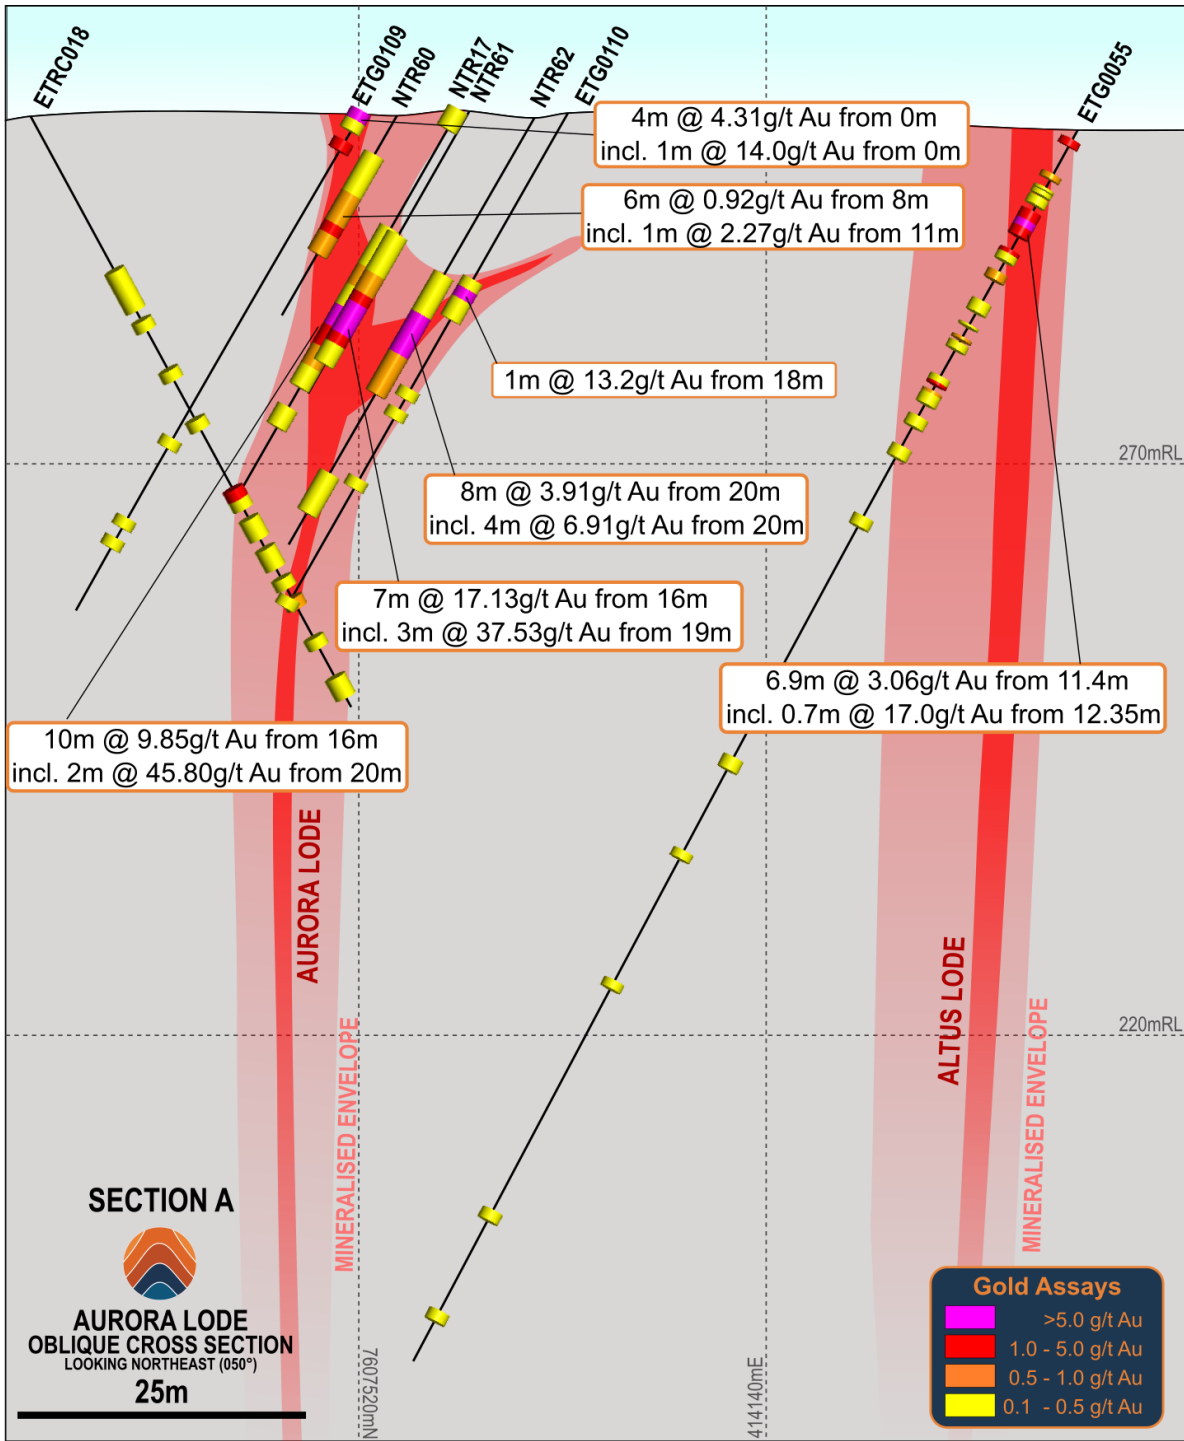 ETRC018
ETG0109
NTR60
NTR17
NTR61
NTR62
ETG0110
ETG0055
4m @ 4.31g/t Au from 0m
incl. 1m @ 14.0g/t Au from 0m
6m @ 0.92g/t Au from 8m
incl. 1m @ 2.27g/t Au from 11m
1m @ 13.2g/t Au from 18m
270mRL
8m @ 3.91g/t Au from 20m
incl. 4m @ 6.91g/t Au from 20m
7m @ 17.13g/t Au from 16m
incl. 3m @ 37.53g/t Au from 19m
6.9m @ 3.06g/t Au from 11.4m
incl. 0.7m @ 17.0g/t Au from 12.35m
10m @ 9.85g/t Au from 16m
incl. 2m @ 45.80g/t Au from 20m
AURORA LODE
MINERALISED ENVELOPE
ALTUS LODE
MINERALISED ENVELOPE
220mRL
SECTION A
AURORA LODE
OBLIQUE CROSS SECTION
LOOKING NORTHEAST (050°)
25m
7607520mN
414140mE
Gold Assays
>5.0 g/t Au
1.0 - 5.0 g/t Au
0.5 - 1.0 g/t Au
0.1 - 0.5 g/t Au